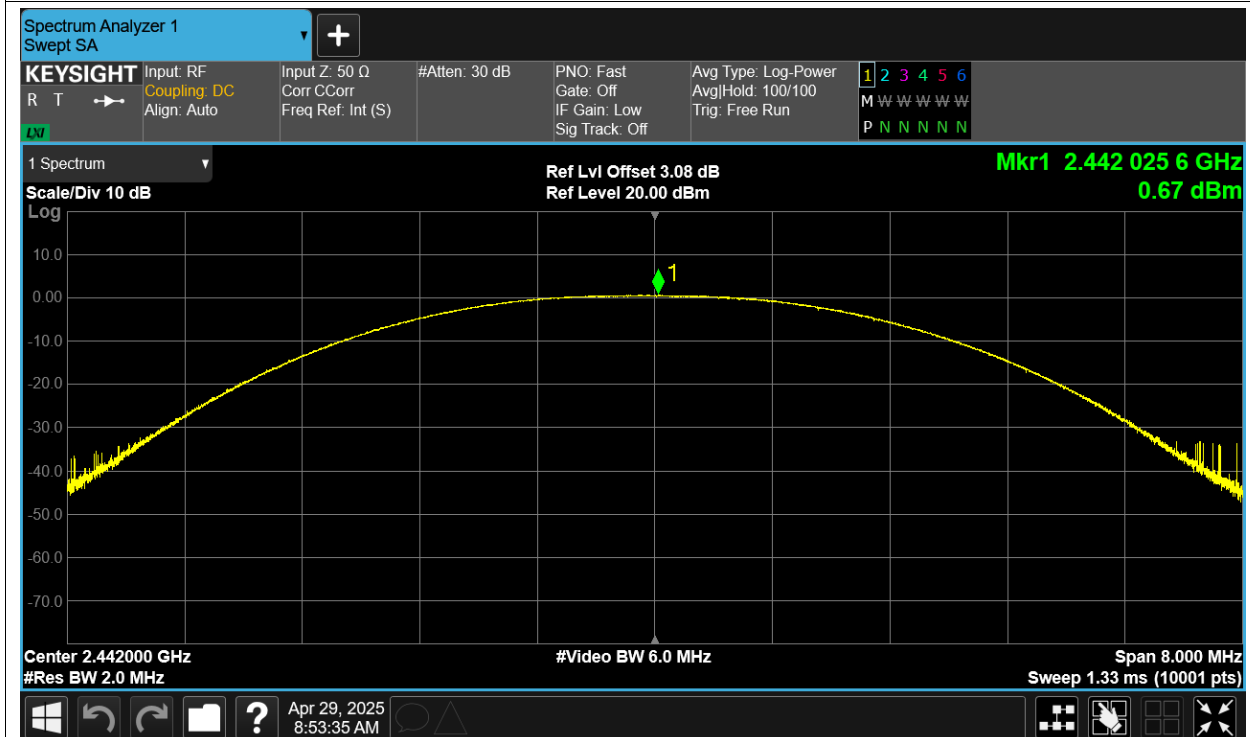 Spectrum Analyzer 1
Swept SA
KEYSIGHT
R T
LXI
Input: RF
Coupling: DC
Align: Auto
Input Z: 50 Ω
Corr CCorr
Freq Ref: Int (S)
#Atten: 30 dB
PNO: Fast
Gate: Off
IF Gain: Low
Sig Track: Off
Avg Type: Log-Power
Avg|Hold: 100/100
Trig: Free Run
1 2 3 4 5 6
M W W W W W
P N N N N N
1 Spectrum
Scale/Div 10 dB
Log
Ref Lvl Offset 3.08 dB
Ref Level 20.00 dBm
Mkr1 2.442 025 6 GHz
0.67 dBm
1
10.0
0.00
-10.0
-20.0
-30.0
-40.0
-50.0
-60.0
-70.0
Center 2.442000 GHz
#Res BW 2.0 MHz
#Video BW 6.0 MHz
Span 8.000 MHz
Sweep 1.33 ms (10001 pts)
?
Apr 29, 2025
8:53:35 AM